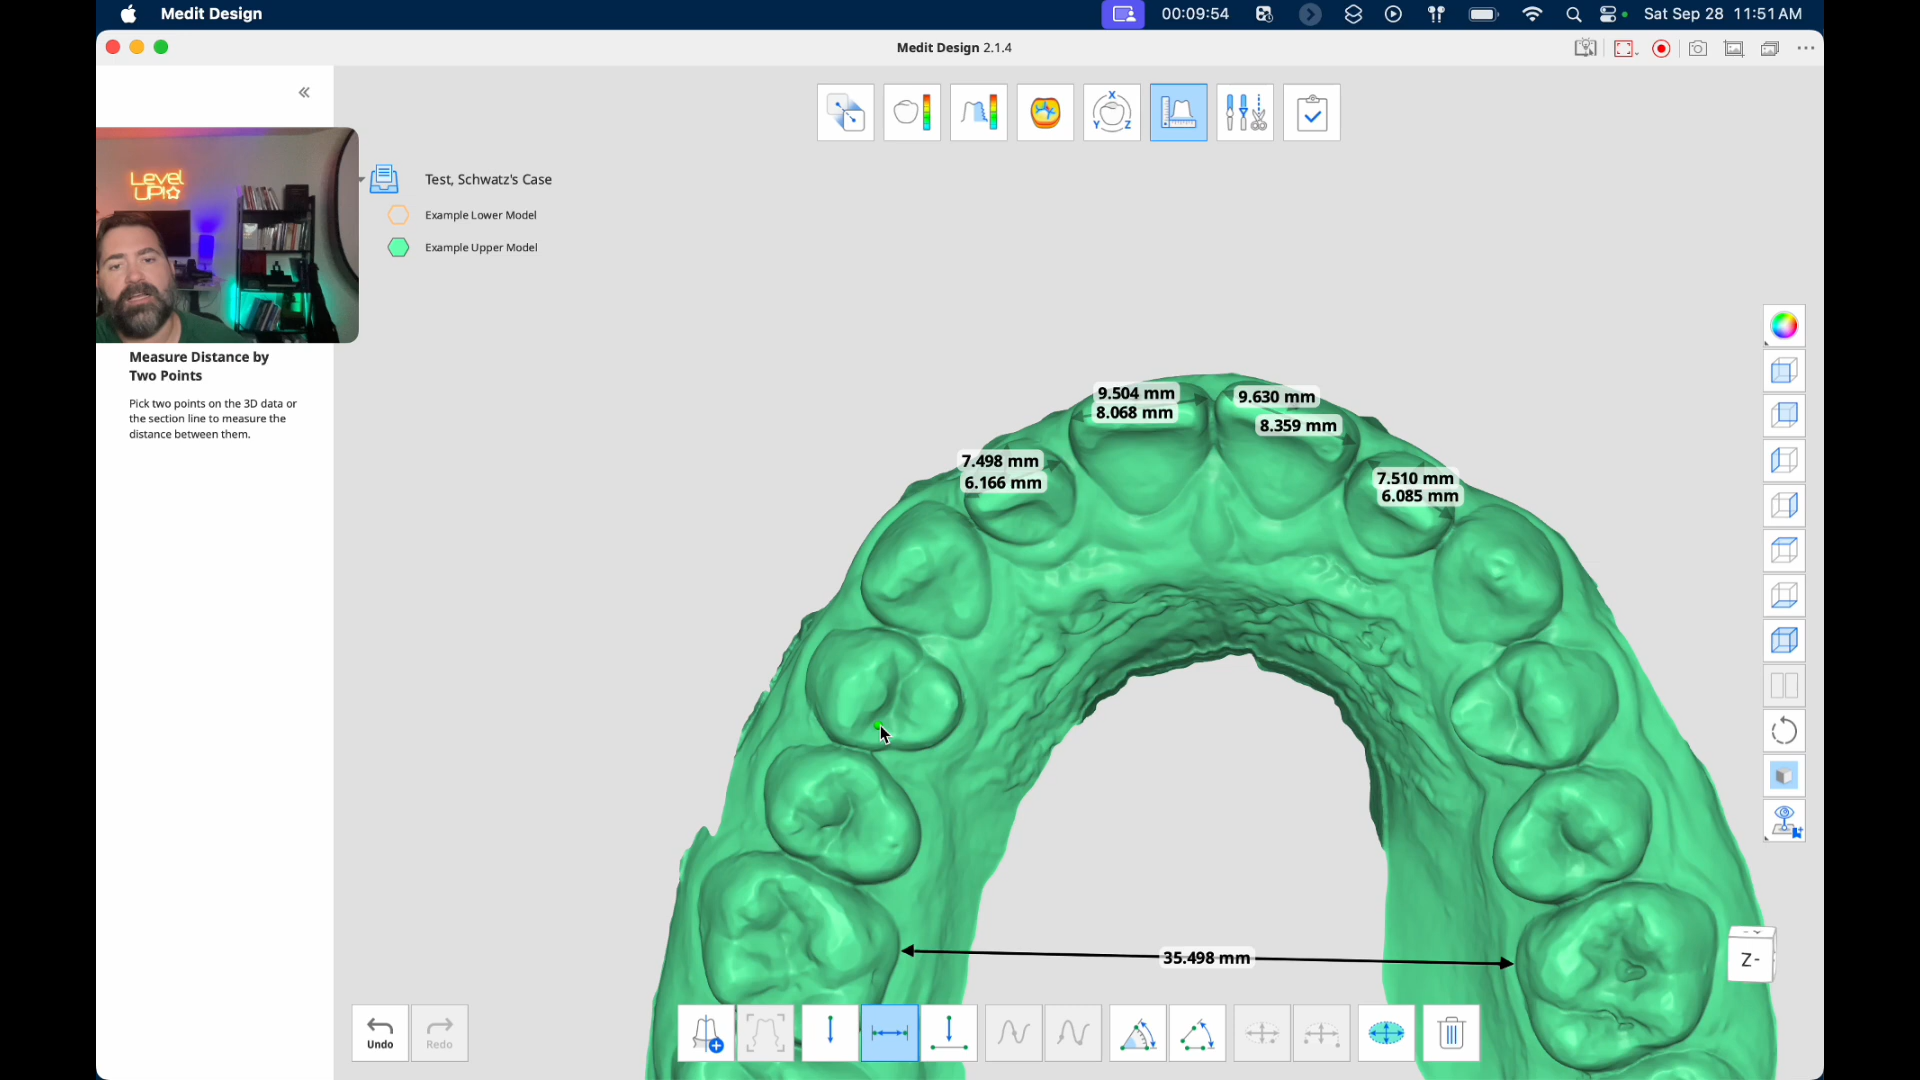 Medit Design
00:09:54
Sat Sep 28 11:51 AM
Medit Design 2.1.4
Level
UP!
X
Y
Z
Test, Schwatz's Case
Example Lower Model
Example Upper Model
Measure Distance by
Two Points
Pick two points on the 3D data or
the section line to measure the
distance between them.
9.504 mm
8.068 mm
9.630 mm
8.359 mm
7.498 mm
6.166 mm
7.510 mm
6.085 mm
35.498 mm
Z-
Undo
Redo